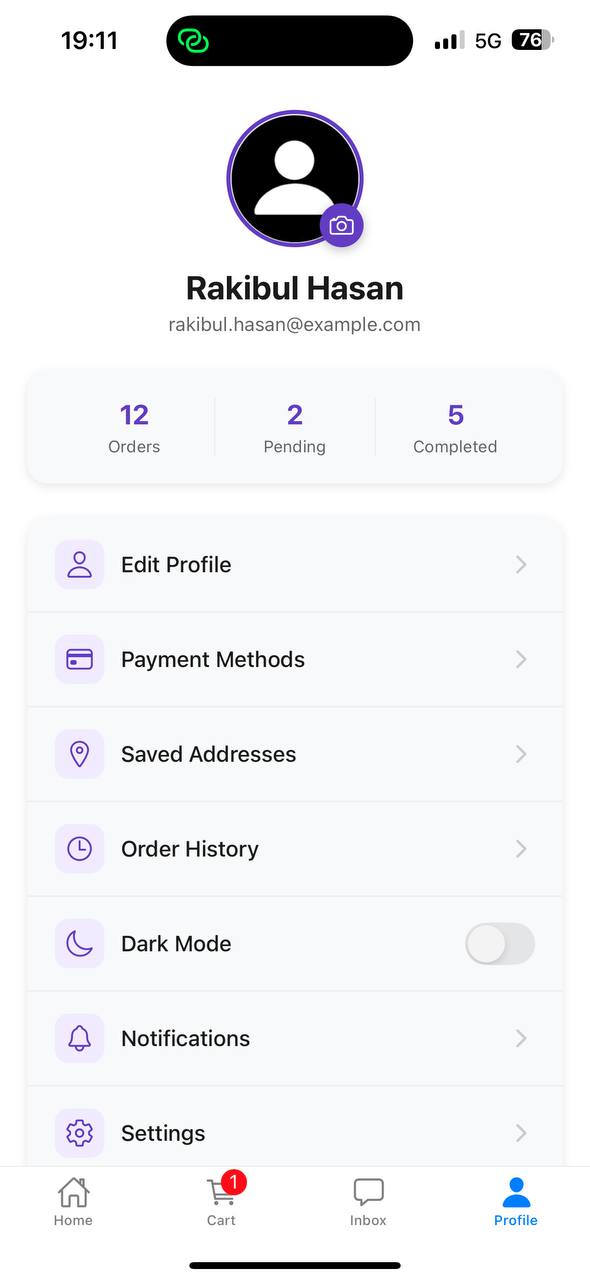 19:11
5G
76
Rakibul Hasan
rakibul.hasan@example.com
12
2
5
Orders
Pending
Completed
Edit Profile
Payment Methods
Saved Addresses
Order History
Dark Mode
Notifications
Settings
1
Home
Cart
Inbox
Profile